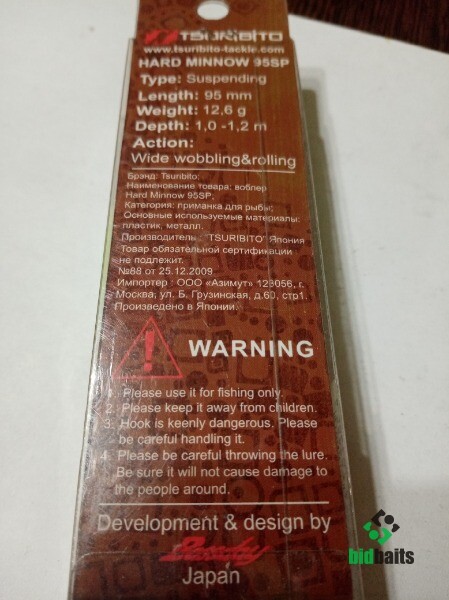 TSURIBITO
www.tsuribito-tackle.com
HARD MINNOW 95SP
Type: Suspending
Length: 95 mm
Weight: 12,6 g
Depth: 1,0 -1,2 m
Action:
Wide wobbling&rolling
Брэнд: Tsuribito;
Наименование товара: воблер
Hard Minnow 95SP;
Категория: приманка для рыбы;
Основные используемые материалы:
пластик, металл.
Производитель : "TSURIBITO" Япония
Товар обязательной сертификации
не подлежит.
№88 от 25.12.2009
Импортер : ООО «Азимут» 123056, г.
Москва, ул. Б. Грузинская, д.60, стр1.
Произведено в Японии.
WARNING
1. Please use it for fishing only.
2. Please keep it away from children.
3. Hook is keenly dangerous. Please
be careful handling it.
4. Please be careful throwing the lure.
Be sure it will not cause damage to
the people around.
Development & design by
Japan
bidbaits